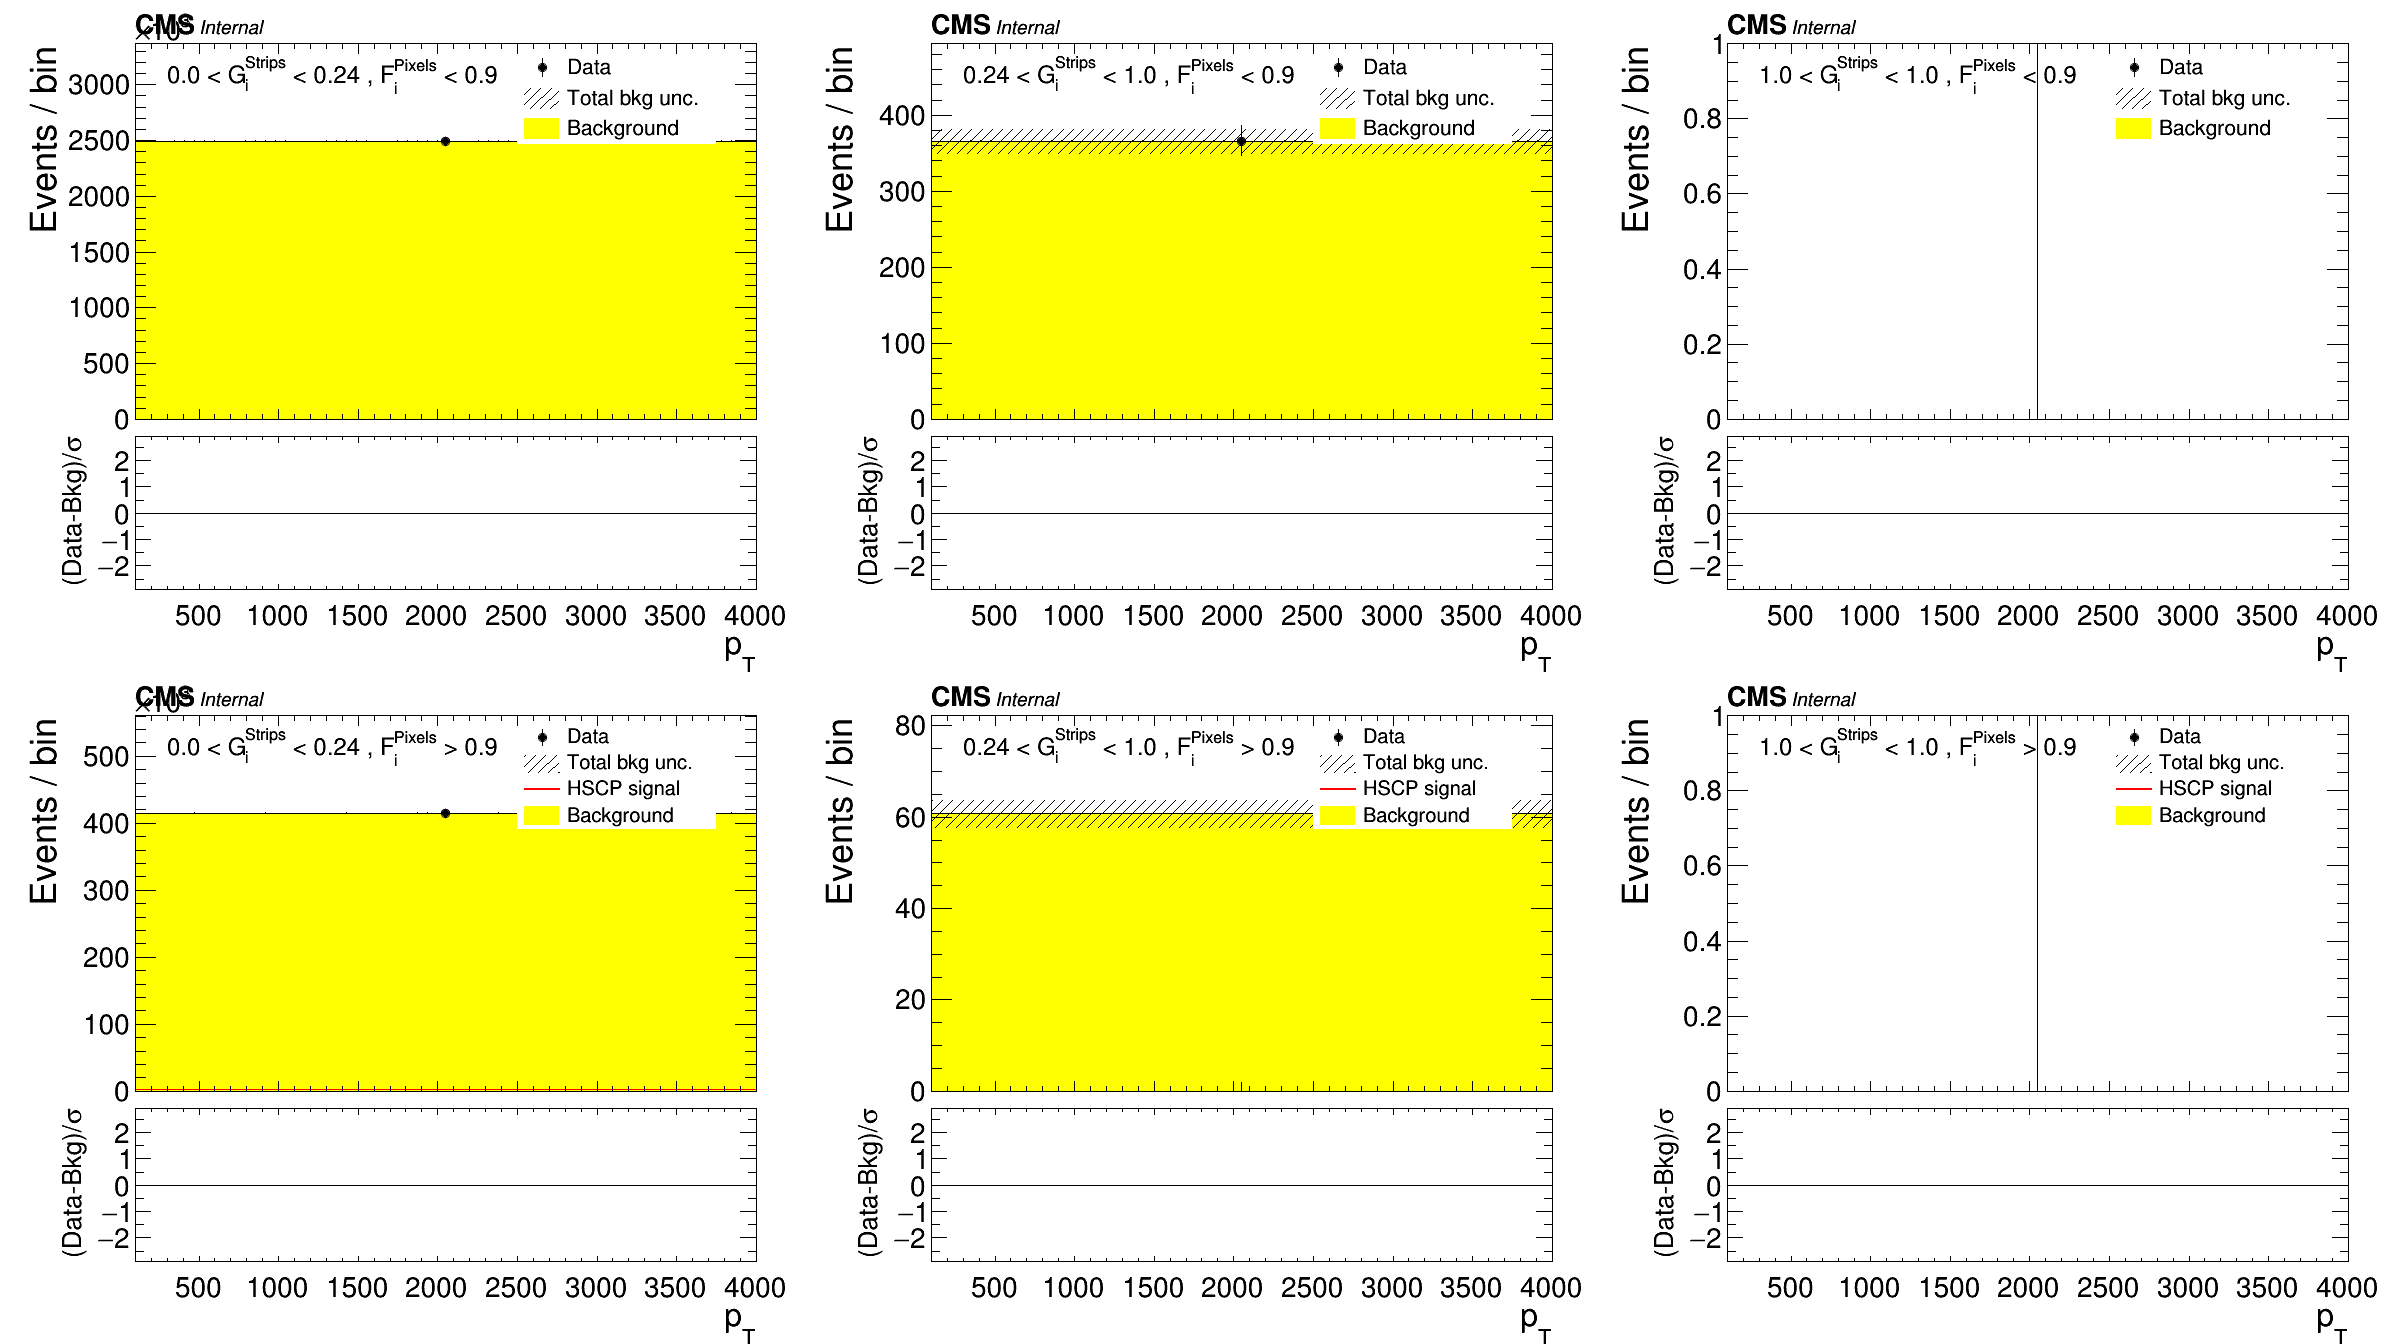 CMS Internal
Events / bin
0.0 < G_i^Strips < 0.24 , F_i^Pixels < 0.9
Data
Total bkg unc.
Background
3000
2500
2000
1500
1000
500
0
(Data-Bkg)/σ
2
1
0
−1
−2
500 1000 1500 2000 2500 3000 3500 4000
p_T
CMS Internal
Events / bin
0.24 < G_i^Strips < 1.0 , F_i^Pixels < 0.9
Data
Total bkg unc.
Background
400
300
200
100
0
(Data-Bkg)/σ
2
1
0
−1
−2
500 1000 1500 2000 2500 3000 3500 4000
p_T
CMS Internal
Events / bin
1.0 < G_i^Strips < 1.0 , F_i^Pixels < 0.9
Data
Total bkg unc.
Background
1
0.8
0.6
0.4
0.2
0
(Data-Bkg)/σ
2
1
0
−1
−2
500 1000 1500 2000 2500 3000 3500 4000
p_T
CMS Internal
Events / bin
0.0 < G_i^Strips < 0.24 , F_i^Pixels > 0.9
Data
Total bkg unc.
HSCP signal
Background
500
400
300
200
100
0
(Data-Bkg)/σ
2
1
0
−1
−2
500 1000 1500 2000 2500 3000 3500 4000
p_T
CMS Internal
Events / bin
0.24 < G_i^Strips < 1.0 , F_i^Pixels > 0.9
Data
Total bkg unc.
HSCP signal
Background
80
60
40
20
0
(Data-Bkg)/σ
2
1
0
−1
−2
500 1000 1500 2000 2500 3000 3500 4000
p_T
CMS Internal
Events / bin
1.0 < G_i^Strips < 1.0 , F_i^Pixels > 0.9
Data
Total bkg unc.
HSCP signal
Background
1
0.8
0.6
0.4
0.2
0
(Data-Bkg)/σ
2
1
0
−1
−2
500 1000 1500 2000 2500 3000 3500 4000
p_T